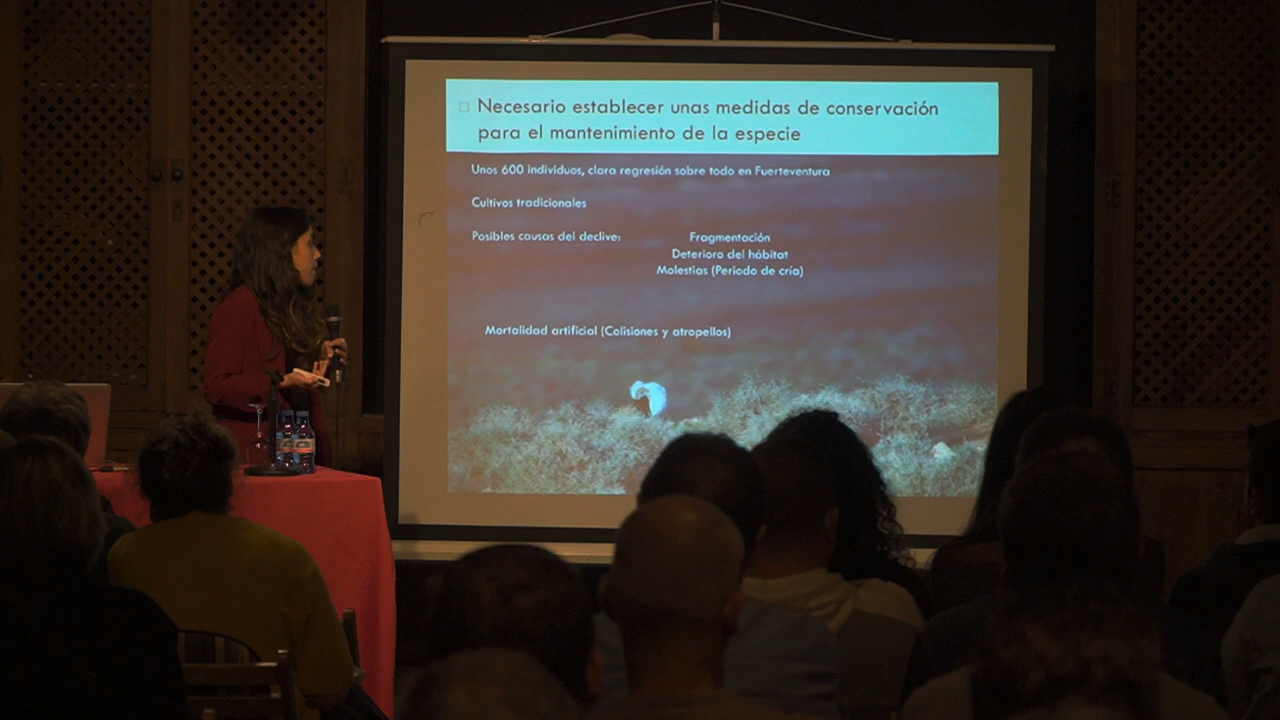 Necesario establecer unas medidas de conservación
para el mantenimiento de la especie
Unos 600 individuos, clara regresión sobre todo en Fuerteventura
Cultivos tradicionales
Posibles causas del declive: Fragmentación
Deterioro del hábitat
Molestias (Periodo de cría)
Mortalidad artificial (Colisiones y atropellos)